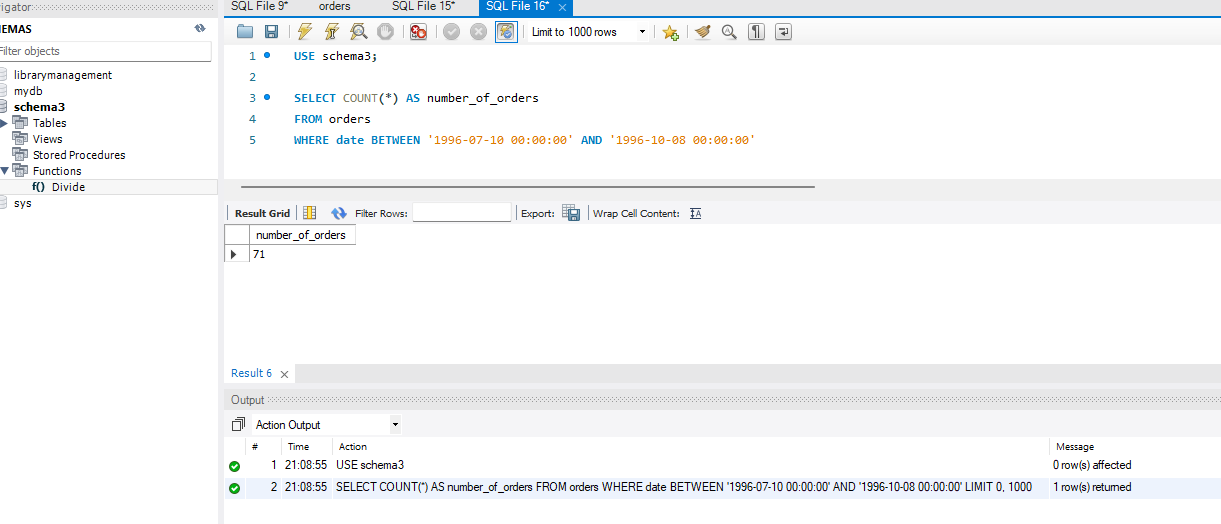 vigator
SQL File 9* orders SQL File 15* SQL File 16*
HEMAS
Filter objects
Limit to 1000 rows
librarymanagement
mydb
schema3
Tables
Views
Stored Procedures
Functions
f() Divide
sys
1 USE schema3;
2
3 SELECT COUNT(*) AS number_of_orders
4 FROM orders
5 WHERE date BETWEEN '1996-07-10 00:00:00' AND '1996-10-08 00:00:00'
Result Grid Filter Rows: Export: Wrap Cell Content: IA
number_of_orders
71
Result 6
Output
Action Output
# Time Action Message
1 21:08:55 USE schema3 0 row(s) affected
2 21:08:55 SELECT COUNT(*) AS number_of_orders FROM orders WHERE date BETWEEN '1996-07-10 00:00:00' AND '1996-10-08 00:00:00' LIMIT 0, 1000 1 row(s) returned